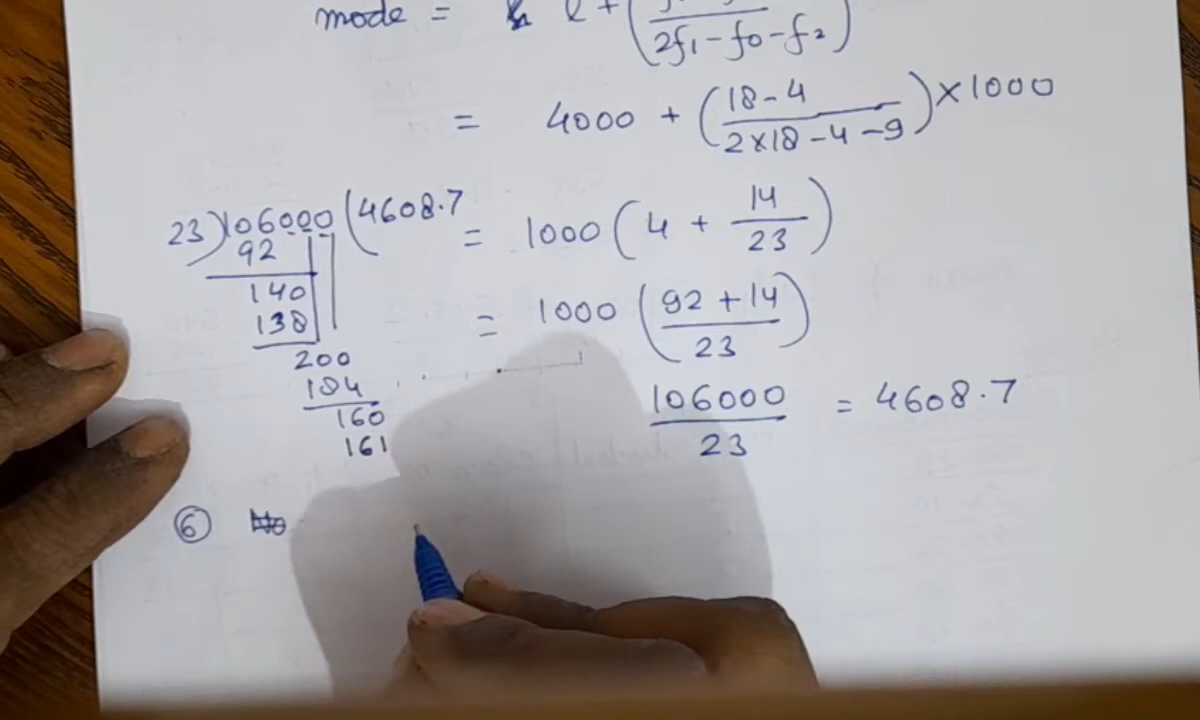 mode = l + (
2f1 - f0 - f2 )
= 4000 + ( 18 - 4 / 2×18 - 4 - 9 ) × 1000
= 1000 ( 4 + 14 / 23 )
= 1000 ( 92 + 14 / 23 )
106000 / 23 = 4608.7
23 ) 106000 ( 4608.7
92
140
138
200
184
160
161
6